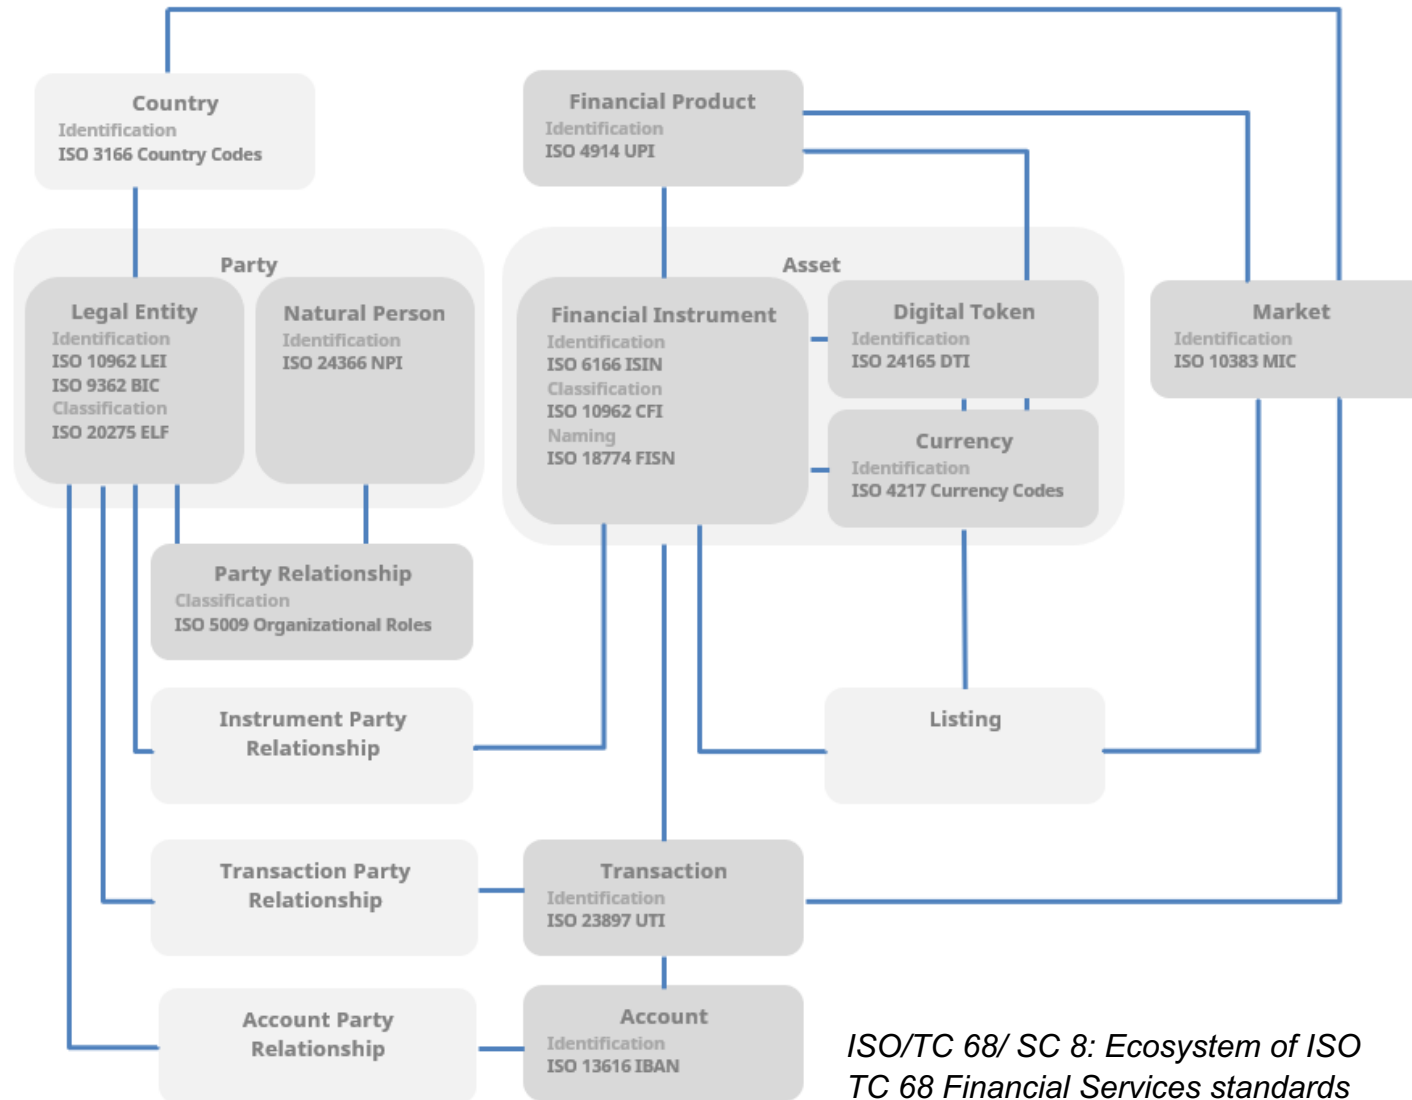 Country
Identification
ISO 3166 Country Codes
Financial Product
Identification
ISO 4914 UPI
Party
Legal Entity
Identification
ISO 10962 LEI
ISO 9362 BIC
Classification
ISO 20275 ELF
Natural Person
Identification
ISO 24366 NPI
Asset
Financial Instrument
Identification
ISO 6166 ISIN
Classification
ISO 10962 CFI
Naming
ISO 18774 FISN
Digital Token
Identification
ISO 24165 DTI
Currency
Identification
ISO 4217 Currency Codes
Market
Identification
ISO 10383 MIC
Party Relationship
Classification
ISO 5009 Organizational Roles
Instrument Party
Relationship
Listing
Transaction Party
Relationship
Transaction
Identification
ISO 23897 UTI
Account Party
Relationship
Account
Identification
ISO 13616 IBAN
ISO/TC 68/ SC 8: Ecosystem of ISO
TC 68 Financial Services standards